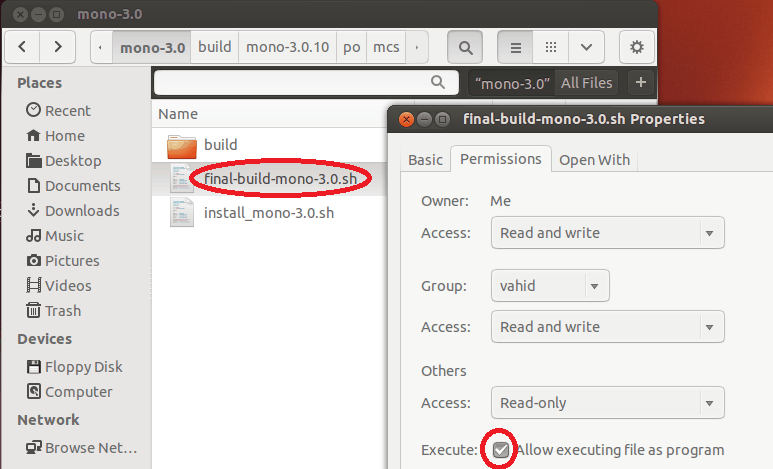 mono-3.0
mono-3.0 build mono-3.0.10 po mcs
"mono-3.0" All Files +
Places
Recent
Home
Desktop
Documents
Downloads
Music
Pictures
Videos
Trash
Devices
Floppy Disk
Computer
Network
Browse Net...
Name
build
final-build-mono-3.0.sh
install_mono-3.0.sh
final-build-mono-3.0.sh Properties
Basic Permissions Open With
Owner: Me
Access: Read and write
Group: vahid
Access: Read and write
Others
Access: Read-only
Execute: Allow executing file as program